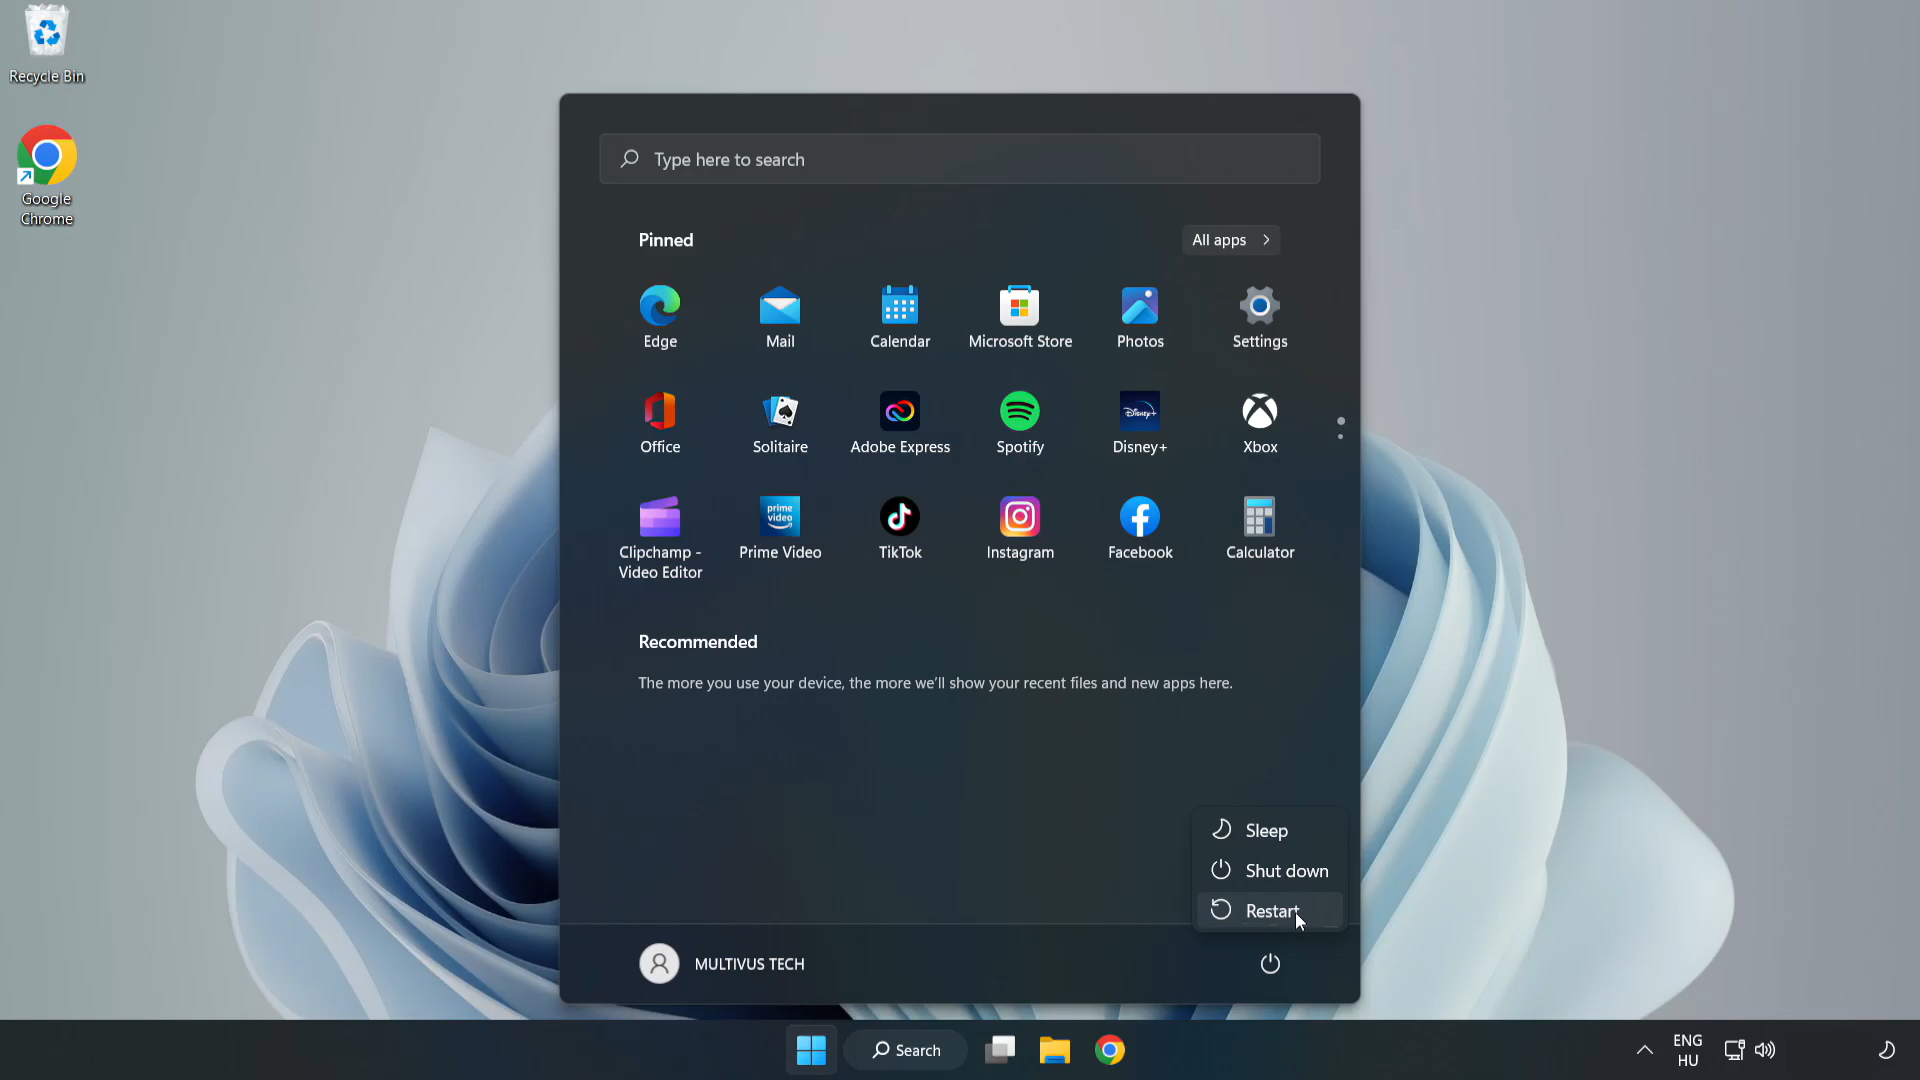 Recycle Bin
Google
Chrome
Type here to search
Pinned
All apps
Edge
Mail
Calendar
Microsoft Store
Photos
Settings
Office
Solitaire
Adobe Express
Disney+
Spotify
Disney+
Xbox
prime
video
Clipchamp -
Video Editor
Prime Video
TikTok
Instagram
Facebook
Calculator
Recommended
The more you use your device, the more we'll show your recent files and new apps here.
Sleep
Shut down
Restart
MULTIVUS TECH
Search
ENG
HU